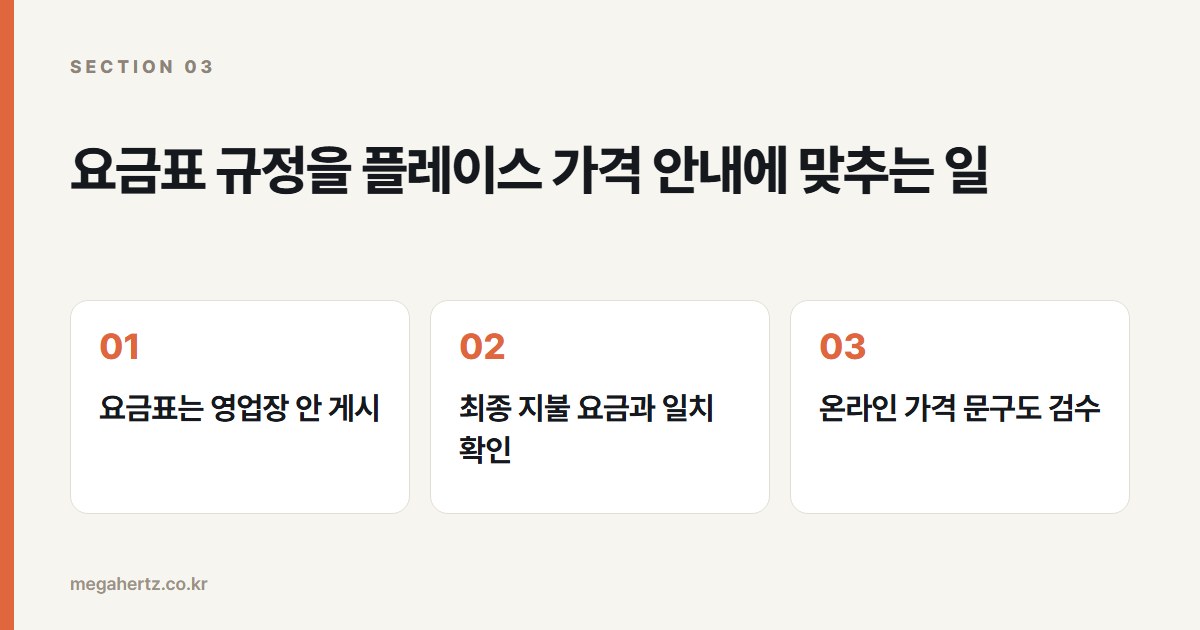 SECTION 03
요금표 규정을 플레이스 가격 안내에 맞추는 일
01
요금표는 영업장 안 게시
02
최종 지불 요금과 일치
확인
03
온라인 가격 문구도 검수
megahertz.co.kr